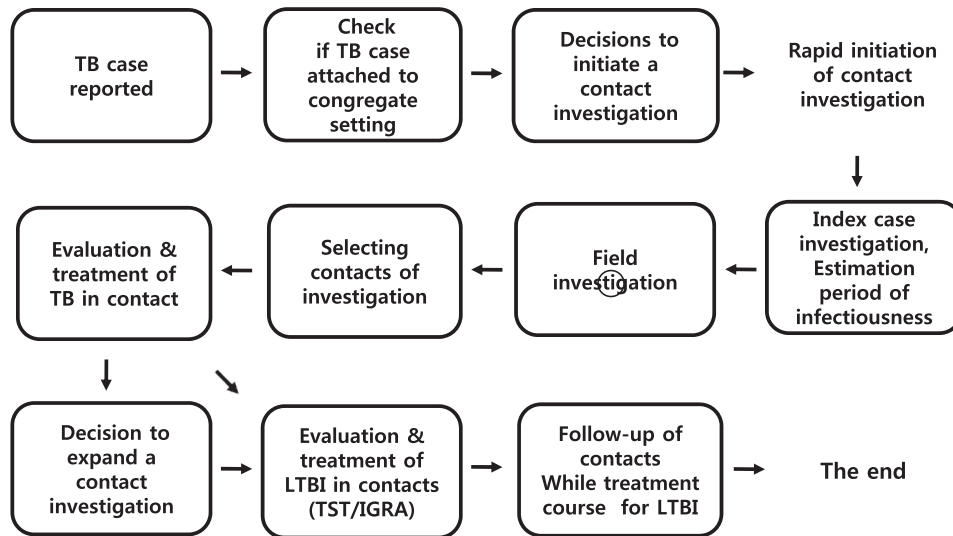 TB case
reported
Check
if TB case
attached to
congregate
setting
Decisions to
initiate a
contact
investigation
Rapid initiation
of contact
investigation
Index case
investigation,
Estimation
period of
infectiousness
Field
investigation
Selecting
contacts of
investigation
Evaluation &
treatment of
TB in contact
Decision to
expand a
contact
investigation
Evaluation &
treatment of
LTBI in contacts
(TST/IGRA)
Follow-up of
contacts
While treatment
course for LTBI
The end